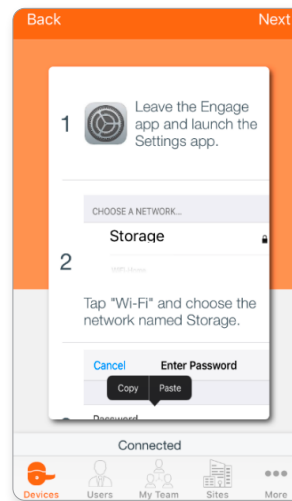 Back Next
1
Leave the Engage
app and launch the
Settings app.
CHOOSE A NETWORK...
Storage
2
Tap "Wi-Fi" and choose the
network named Storage.
Cancel Enter Password
Copy Paste
Password
Connected
Devices Users My Team Sites More